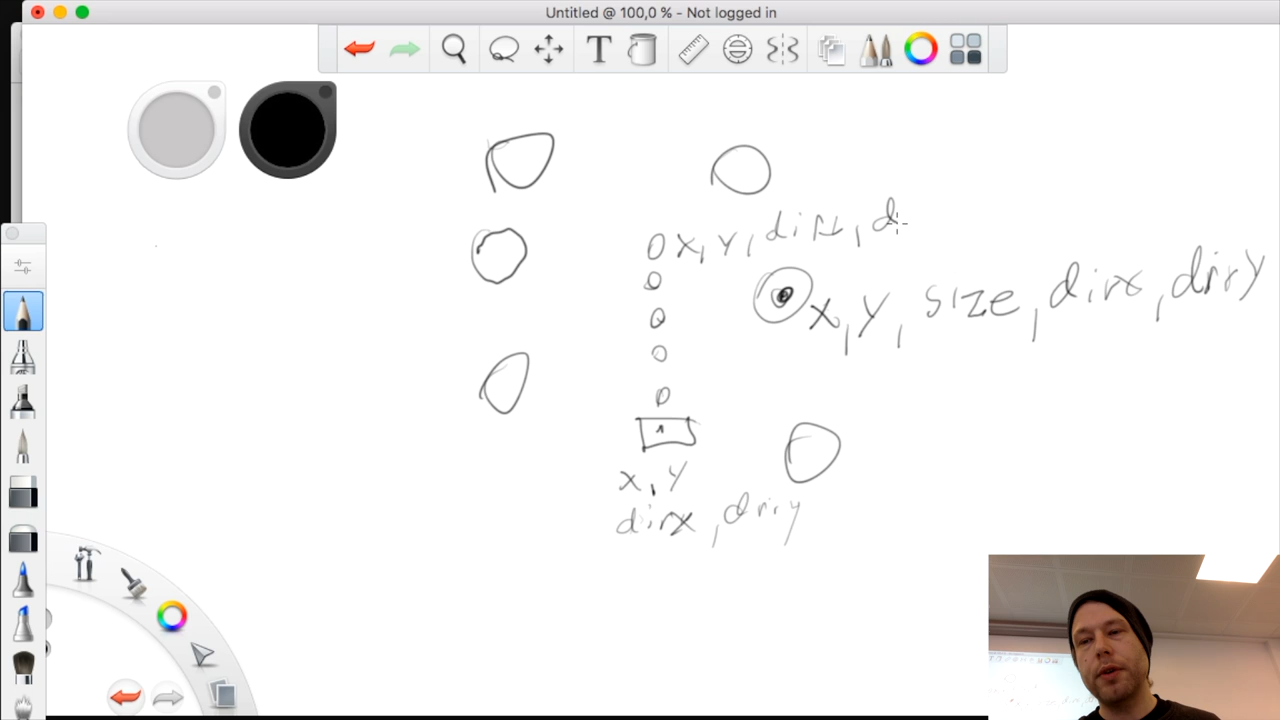 Untitled @ 100,0 % - Not logged in
T
x, y, dirx, d
x, y, size, dirx, diry
x, y
dirx, diry